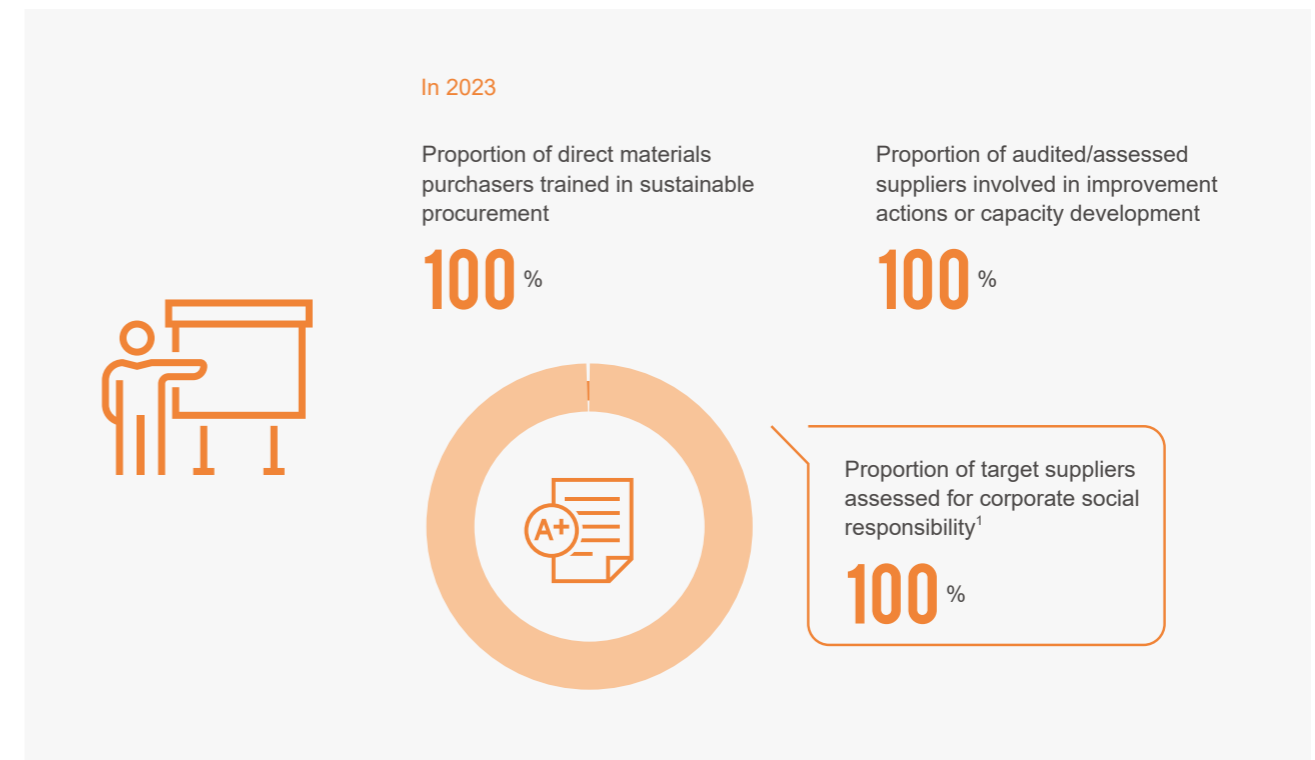 In 2023
Proportion of direct materials
purchasers trained in sustainable
procurement
100 %
Proportion of audited/assessed
suppliers involved in improvement
actions or capacity development
100 %
A+
Proportion of target suppliers
assessed for corporate social
responsibility¹
100 %